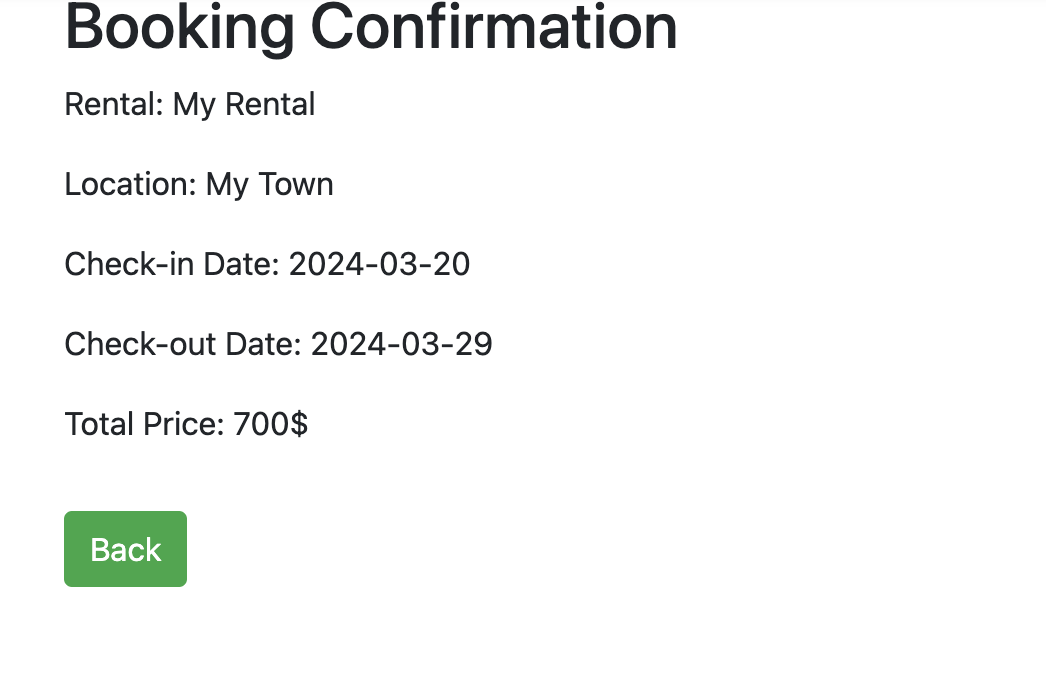 Booking Confirmation
Rental: My Rental
Location: My Town
Check-in Date: 2024-03-20
Check-out Date: 2024-03-29
Total Price: 700$
Back